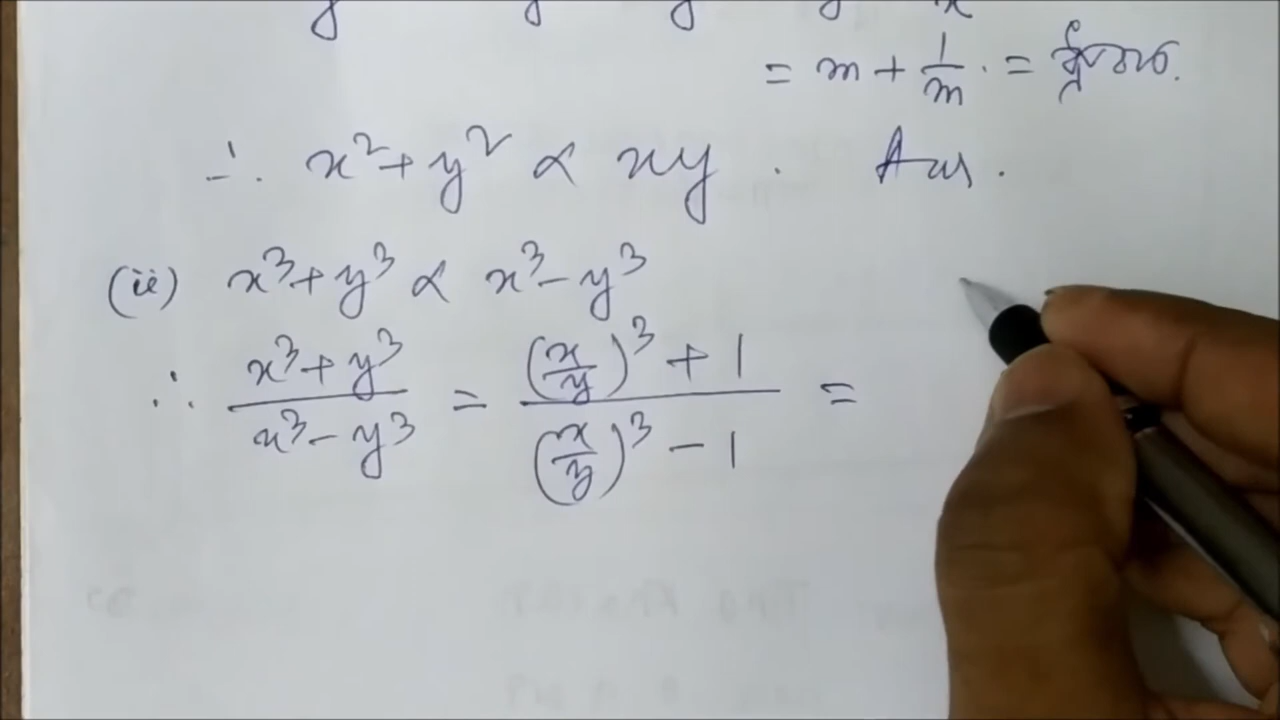 = m + 1/m . = ধ্রুবক.
∴ x² + y² ∝ xy . Ans.
(ii) x³ + y³ ∝ x³ - y³
∴ (x³ + y³)/(x³ - y³) = ((x/y)³ + 1)/((x/y)³ - 1) =